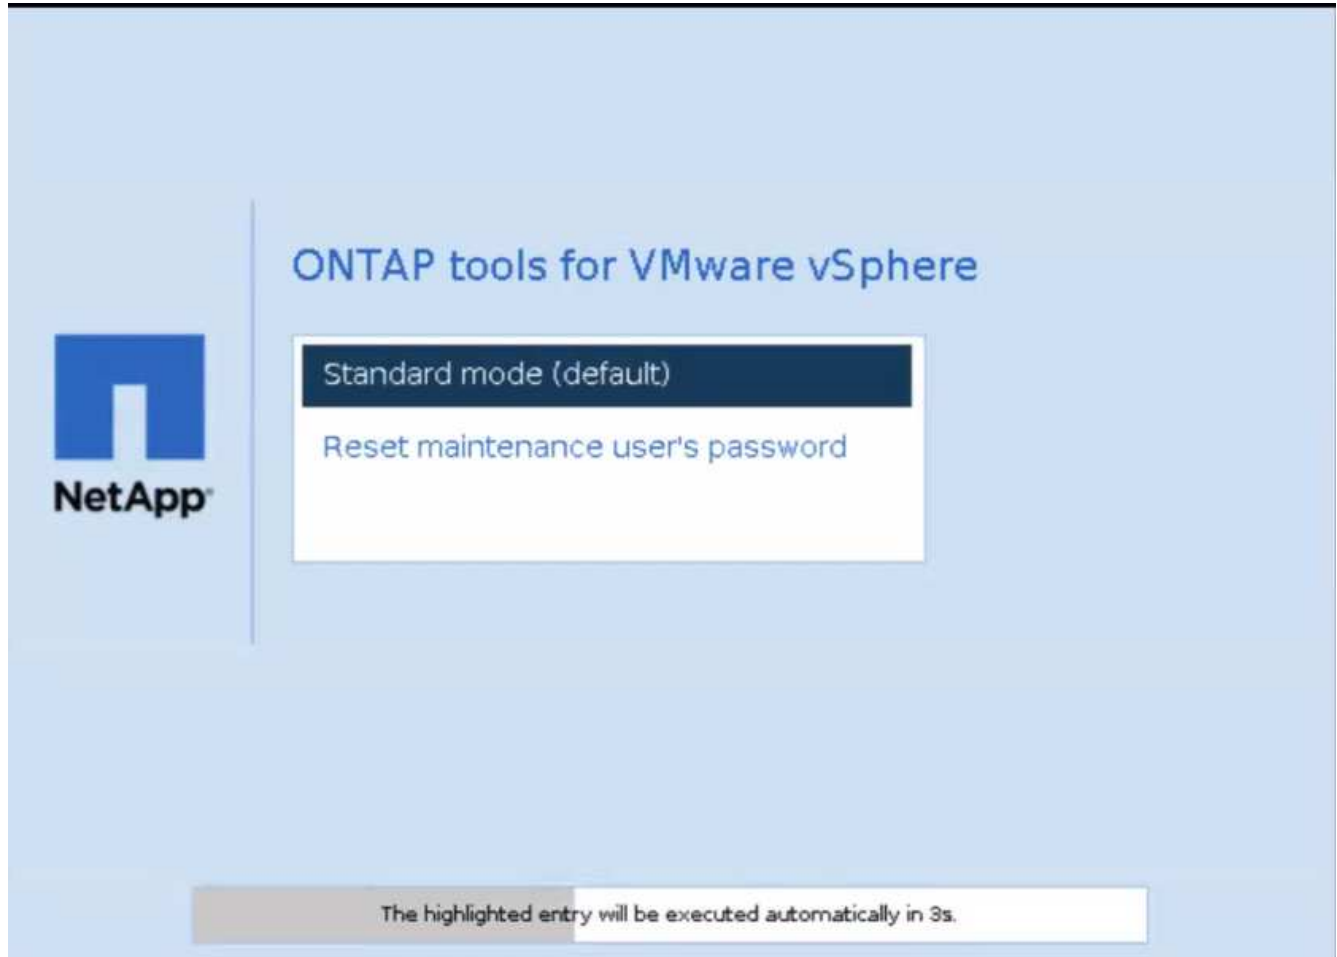 ONTAP tools for VMware vSphere
Standard mode (default)
Reset maintenance user's password
NetApp
The highlighted entry will be executed automatically in 3s.